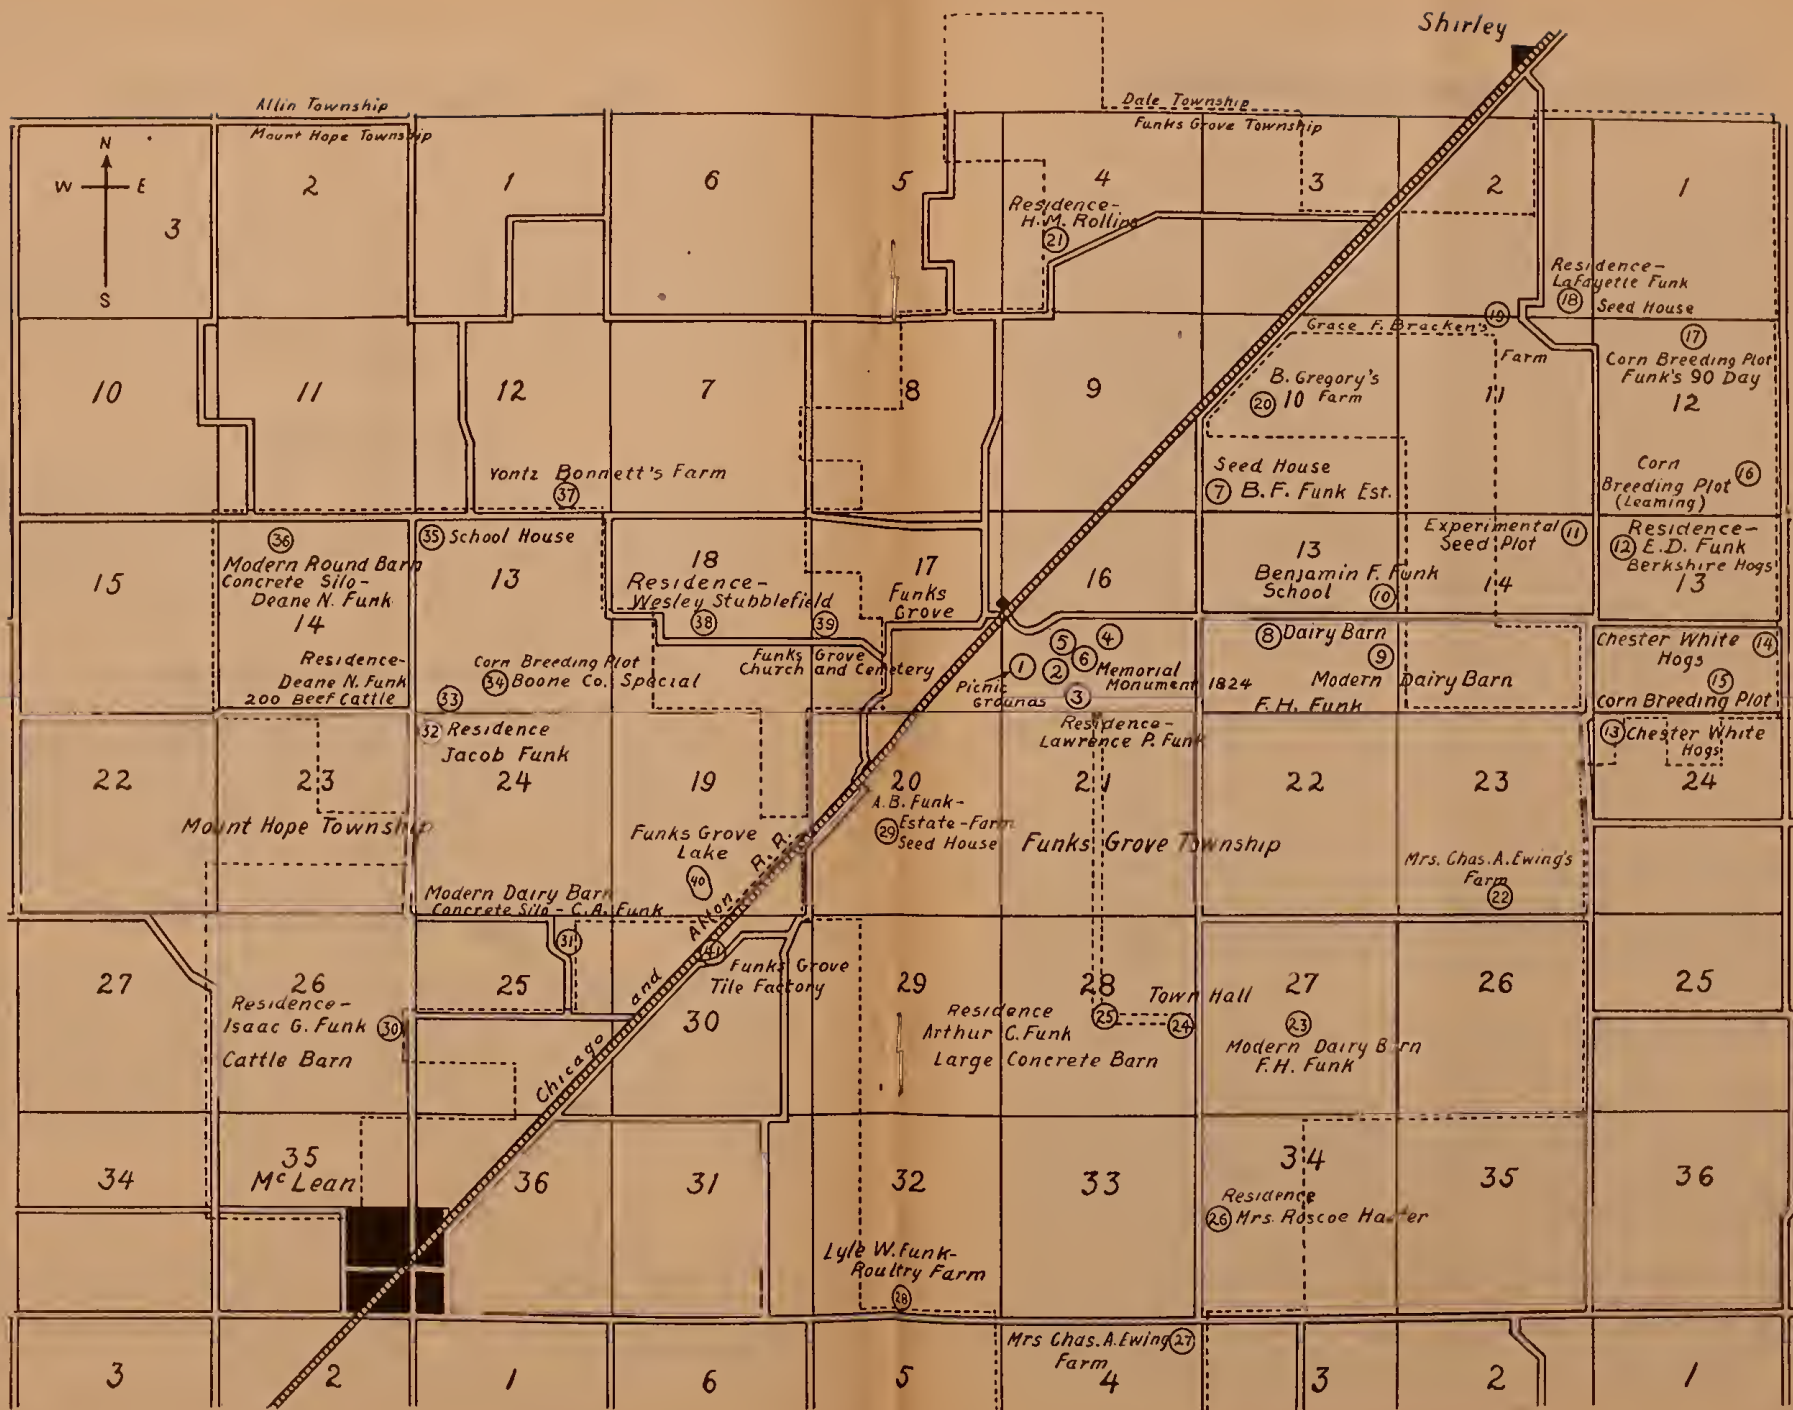 Shirley
Allin Township
Mount Hope Township
Dale Township
Funks Grove Township
N
W E
S
3
2
1
6
5
4
3
2
1
Residence-
H.M. Rollins
21
Residence-
LaFayette Funk
18 Seed House
19
Grace F. Bracken's
Farm
17
Corn Breeding Plot
Funk's 90 Day
12
10
11
12
7
8
9
B. Gregory's
20 10 Farm
11
Yontz Bonnett's Farm
37
Seed House
7 B.F. Funk Est.
Corn
Breeding Plot 16
(Leaming)
15
36
Modern Round Barn
Concrete Silo-
Deane N. Funk
14
Residence-
Deane N. Funk
200 Beef Cattle
35 School House
13
Corn Breeding Plot
34 Boone Co. Special
33
18
Residence-
Wesley Stubblefield
38
39
17
Funks
Grove
Funks Grove
Church and Cemetery
16
5 4
1 2 6 Memorial
Monument 1824
Picnic
Grounds
3
13
Benjamin F. Funk
School 10
Experimental 11
Seed Plot
14
Residence-
12 E.D. Funk
Berkshire Hogs
13
8 Dairy Barn
9
Modern Dairy Barn
F.H. Funk
Chester White 14
Hogs
15
Corn Breeding Plot
13 Chester White
Hogs
24
22
23
Mount Hope Township
32 Residence
Jacob Funk
24
19
Funks Grove
Lake
40
20
A.B. Funk-
29 Estate-Farm
Seed House
Residence-
Lawrence P. Funk
21
Funks Grove Township
22
23
Mrs. Chas. A. Ewing's
Farm
22
Modern Dairy Barn
Concrete Silo - C.A. Funk
31
Chicago and Alton R. R.
41
Funks Grove
Tile Factory
27
26
Residence-
Isaac G. Funk 30
Cattle Barn
25
30
29
28
Residence
Arthur C. Funk
25
Large Concrete Barn
Town Hall
24
27
23
Modern Dairy Barn
F.H. Funk
26
25
34
35
McLean
36
31
32
33
34
Residence
26 Mrs. Roscoe
35
36
Lyle W. Funk-
Poultry Farm
28
Mrs Chas. A. Ewing 27
Farm
3
2
1
6
5
4
3
2
1